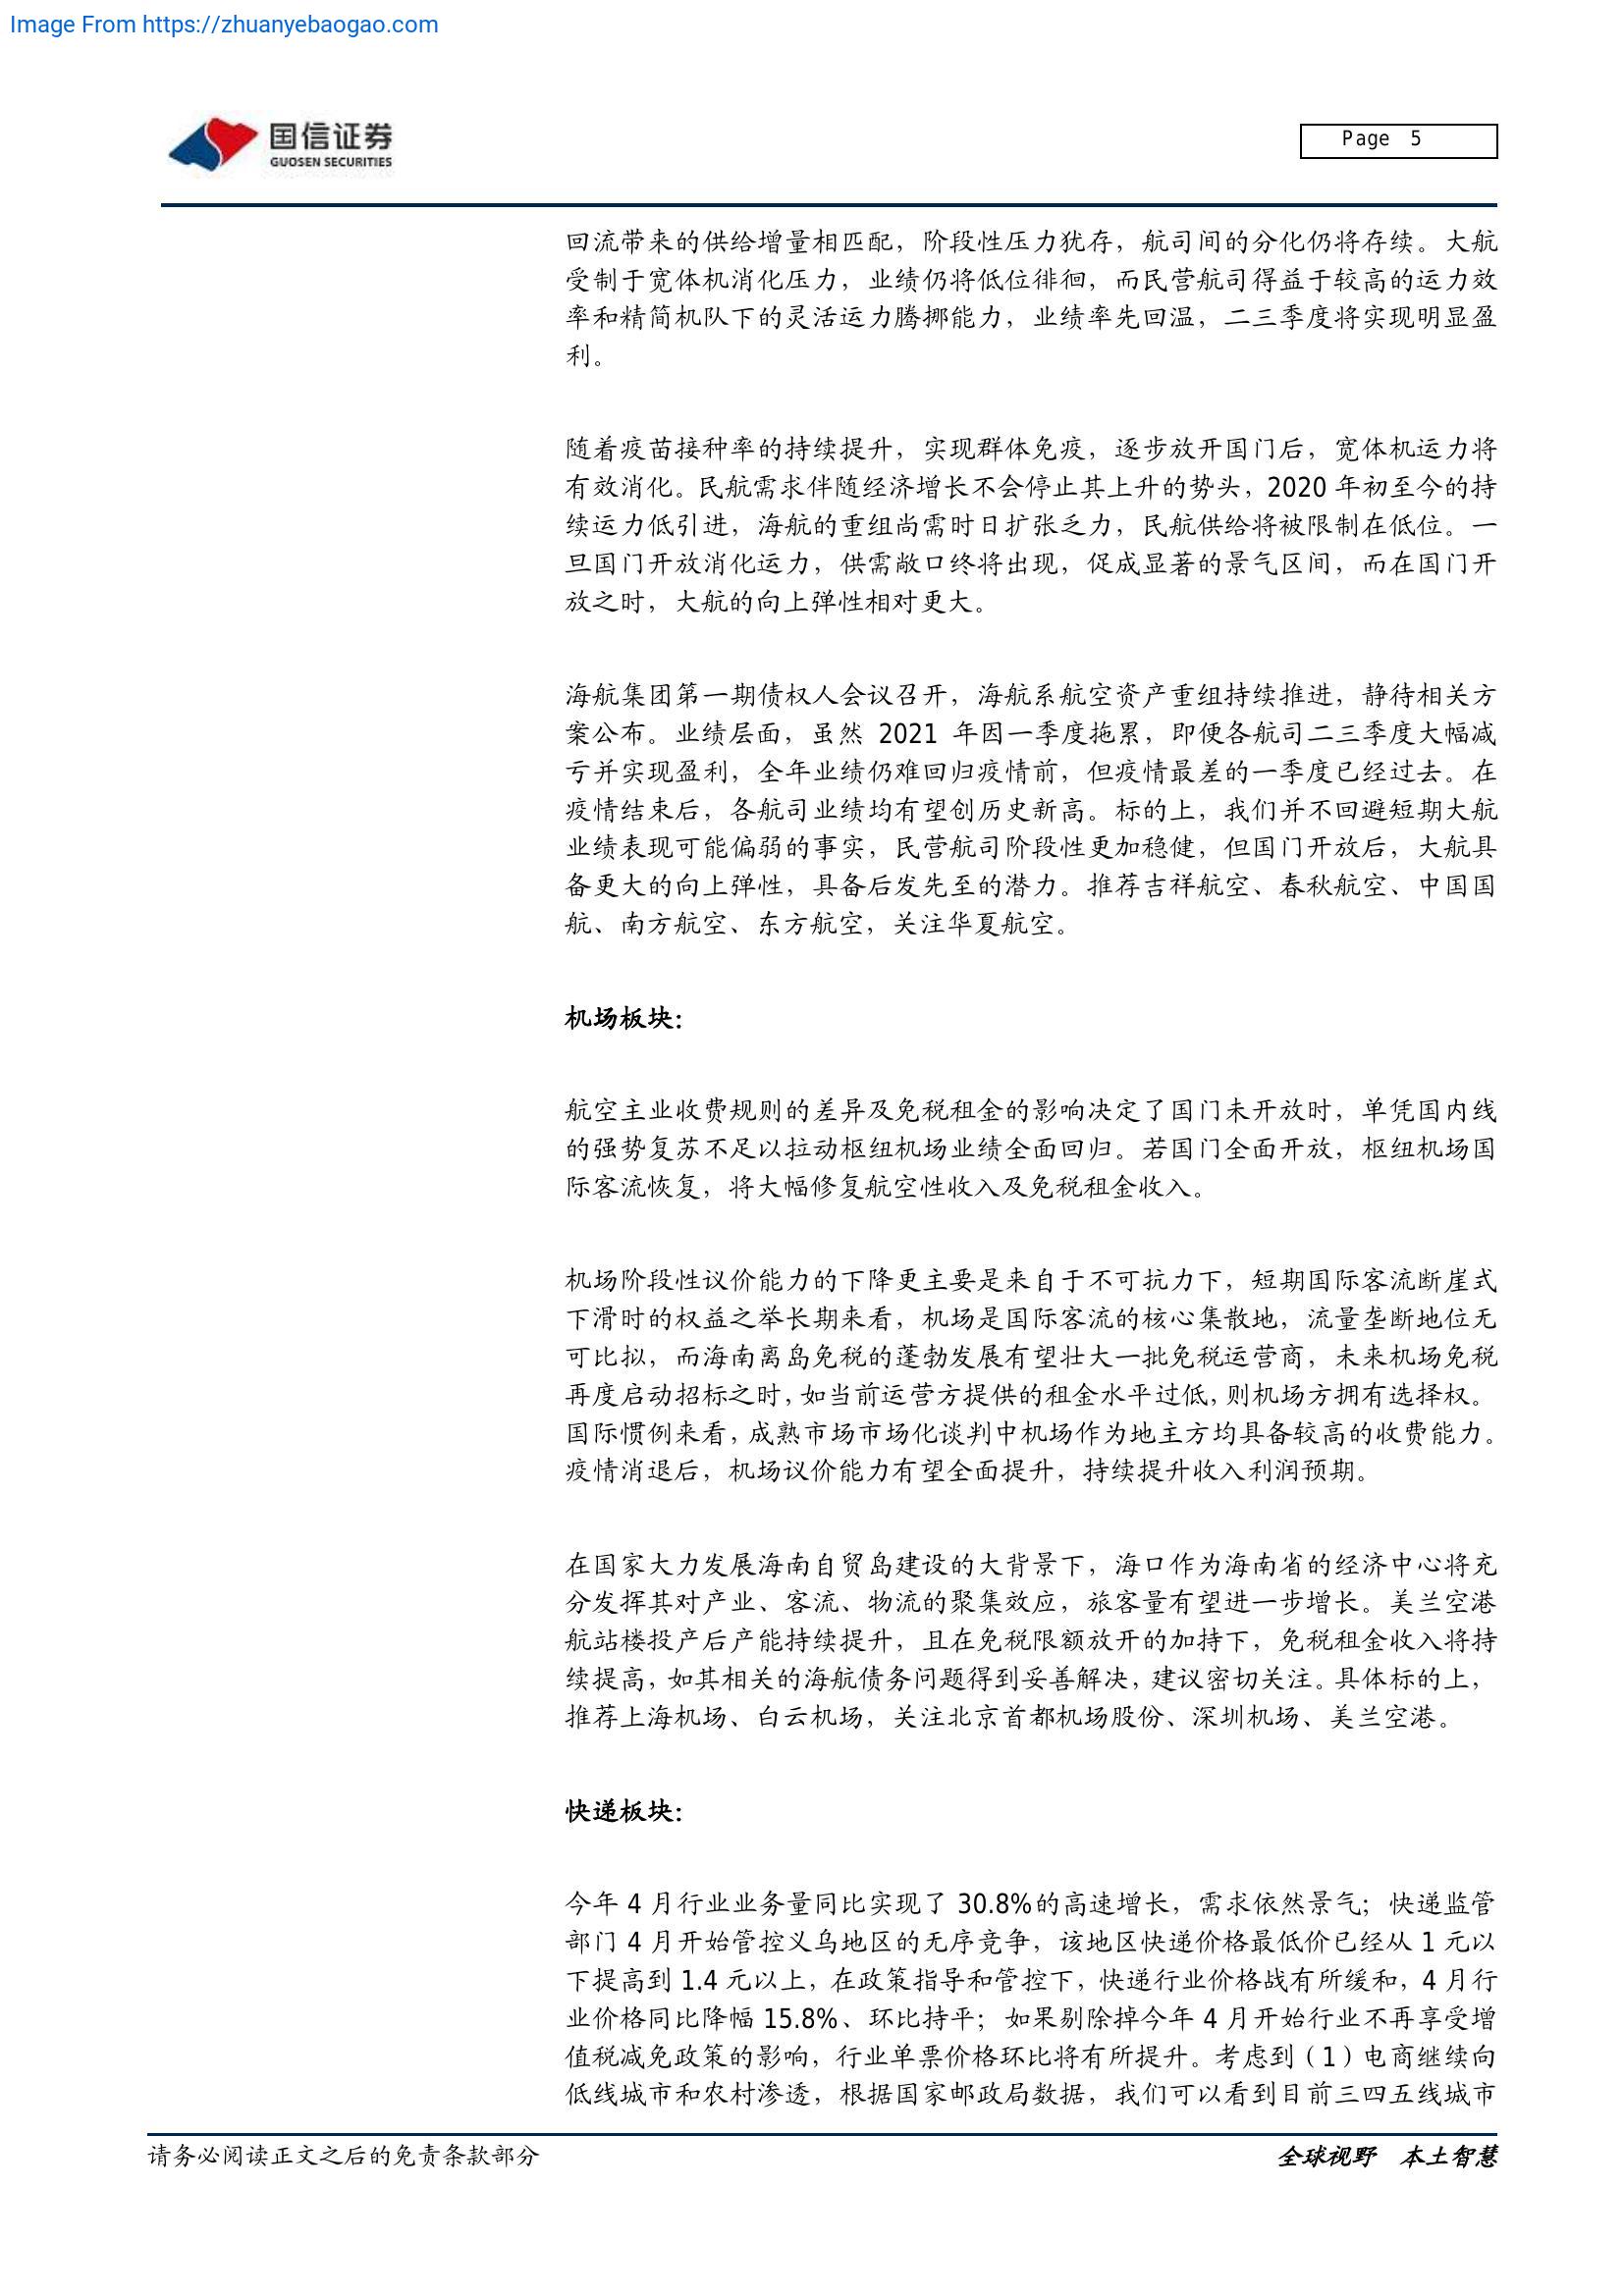 Image From https://zhuanyebaogao.com
国信证券
GUOSEN SECURITIES
Page 5
回流带来的供给增量相匹配，阶段性压力犹存，航司间的分化仍将存续。大航
受制于宽体机消化压力，业绩仍将低位徘徊，而民营航司得益于较高的运力效
率和精简机队下的灵活运力腾挪能力，业绩率先回温，二三季度将实现明显盈
利。
随着疫苗接种率的持续提升，实现群体免疫，逐步放开国门后，宽体机运力将
有效消化。民航需求伴随经济增长不会停止其上升的势头，2020 年初至今的持
续运力低引进，海航的重组尚需时日扩张乏力，民航供给将被限制在低位。一
旦国门开放消化运力，供需敞口终将出现，促成显著的景气区间，而在国门开
放之时，大航的向上弹性相对更大。
海航集团第一期债权人会议召开，海航系航空资产重组持续推进，静待相关方
案公布。业绩层面，虽然 2021 年因一季度拖累，即便各航司二三季度大幅减
亏并实现盈利，全年业绩仍难回归疫情前，但疫情最差的一季度已经过去。在
疫情结束后，各航司业绩均有望创历史新高。标的上，我们并不回避短期大航
业绩表现可能偏弱的事实，民营航司阶段性更加稳健，但国门开放后，大航具
备更大的向上弹性，具备后发先至的潜力。推荐吉祥航空、春秋航空、中国国
航、南方航空、东方航空，关注华夏航空。
机场板块：
航空主业收费规则的差异及免税租金的影响决定了国门未开放时，单凭国内线
的强势复苏不足以拉动枢纽机场业绩全面回归。若国门全面开放，枢纽机场国
际客流恢复，将大幅修复航空性收入及免税租金收入。
机场阶段性议价能力的下降更主要是来自于不可抗力下，短期国际客流断崖式
下滑时的权益之举长期来看，机场是国际客流的核心集散地，流量垄断地位无
可比拟，而海南离岛免税的蓬勃发展有望壮大一批免税运营商，未来机场免税
再度启动招标之时，如当前运营方提供的租金水平过低，则机场方拥有选择权。
国际惯例来看，成熟市场市场化谈判中机场作为地主方均具备较高的收费能力。
疫情消退后，机场议价能力有望全面提升，持续提升收入利润预期。
在国家大力发展海南自贸岛建设的大背景下，海口作为海南省的经济中心将充
分发挥其对产业、客流、物流的聚集效应，旅客量有望进一步增长。美兰空港
航站楼投产后产能持续提升，且在免税限额放开的加持下，免税租金收入将持
续提高，如其相关的海航债务问题得到妥善解决，建议密切关注。具体标的上，
推荐上海机场、白云机场，关注北京首都机场股份、深圳机场、美兰空港。
快递板块：
今年 4 月行业业务量同比实现了 30.8%的高速增长，需求依然景气；快递监管
部门 4 月开始管控义乌地区的无序竞争，该地区快递价格最低价已经从 1 元以
下提高到 1.4 元以上，在政策指导和管控下，快递行业价格战有所缓和，4 月行
业价格同比降幅 15.8%、环比持平；如果剔除掉今年 4 月开始行业不再享受增
值税减免政策的影响，行业单票价格环比将有所提升。考虑到（1）电商继续向
低线城市和农村渗透，根据国家邮政局数据，我们可以看到目前三四五线城市
请务必阅读正文之后的免责条款部分
全球视野 本土智慧